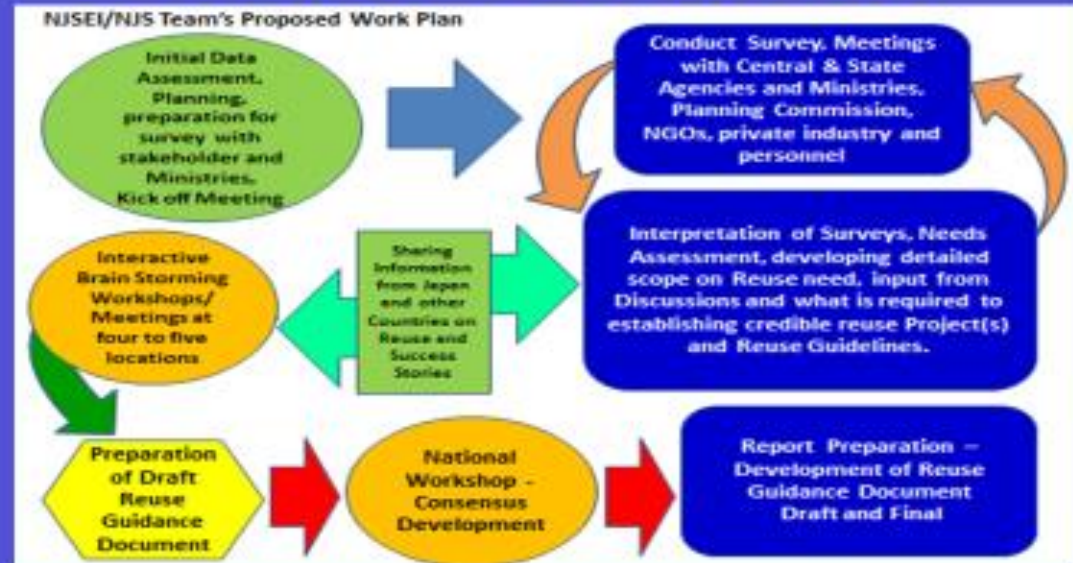 NJSEI/NJS Team's Proposed Work Plan
Initial Data
Assessment,
Planning,
preparation for
survey with
stakeholder and
Ministries,
Kick off Meeting
Conduct Survey, Meetings
with Central & State
Agencies and Ministries,
Planning Commission,
NGOs, private industry and
personnel
Interpretation of Surveys, Needs
Assessment, developing detailed
scope on Reuse need, input from
Discussions and what is required to
establishing credible reuse Project(s)
and Reuse Guidelines.
Sharing
Information
from Japan
and other
Countries on
Reuse and
Success
Stories
Interactive
Brain Storming
Workshops/
Meetings at
four to five
locations
Preparation
of Draft
Reuse
Guidance
Document
National
Workshop -
Consensus
Development
Report Preparation –
Development of Reuse
Guidance Document
Draft and Final